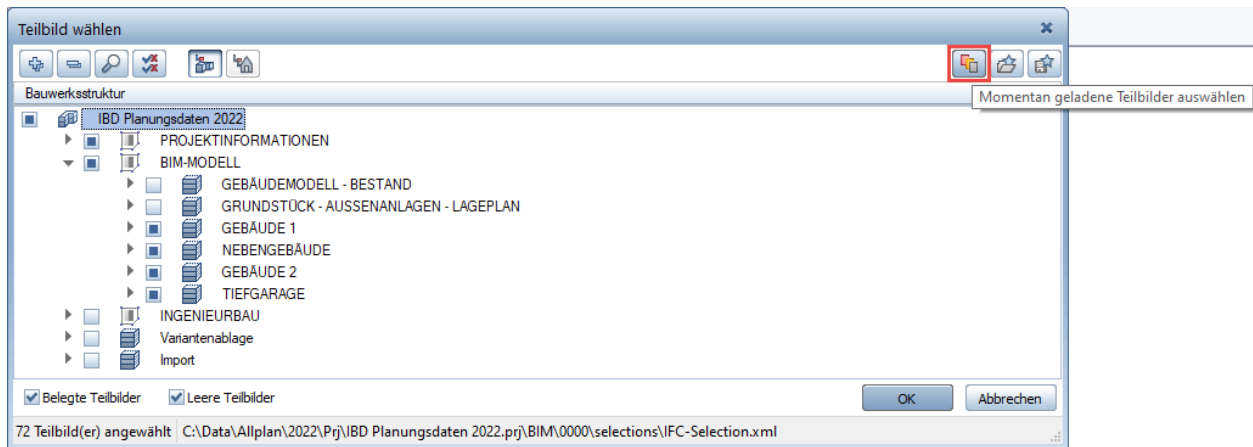 Teilbild wählen
Bauwerksstruktur
Momentan geladene Teilbilder auswählen
IBD Planungsdaten 2022
PROJEKTINFORMATIONEN
BIM-MODELL
GEBÄUDEMODELL - BESTAND
GRUNDSTÜCK - AUSSENANLAGEN - LAGEPLAN
GEBÄUDE 1
NEBENGEBÄUDE
GEBÄUDE 2
TIEFGARAGE
INGENIEURBAU
Variantenablage
Import
Belegte Teilbilder Leere Teilbilder OK Abbrechen
72 Teilbild(er) angewählt C:\Data\Allplan\2022\Prj\IBD Planungsdaten 2022.prj\BIM\0000\selections\IFC-Selection.xml